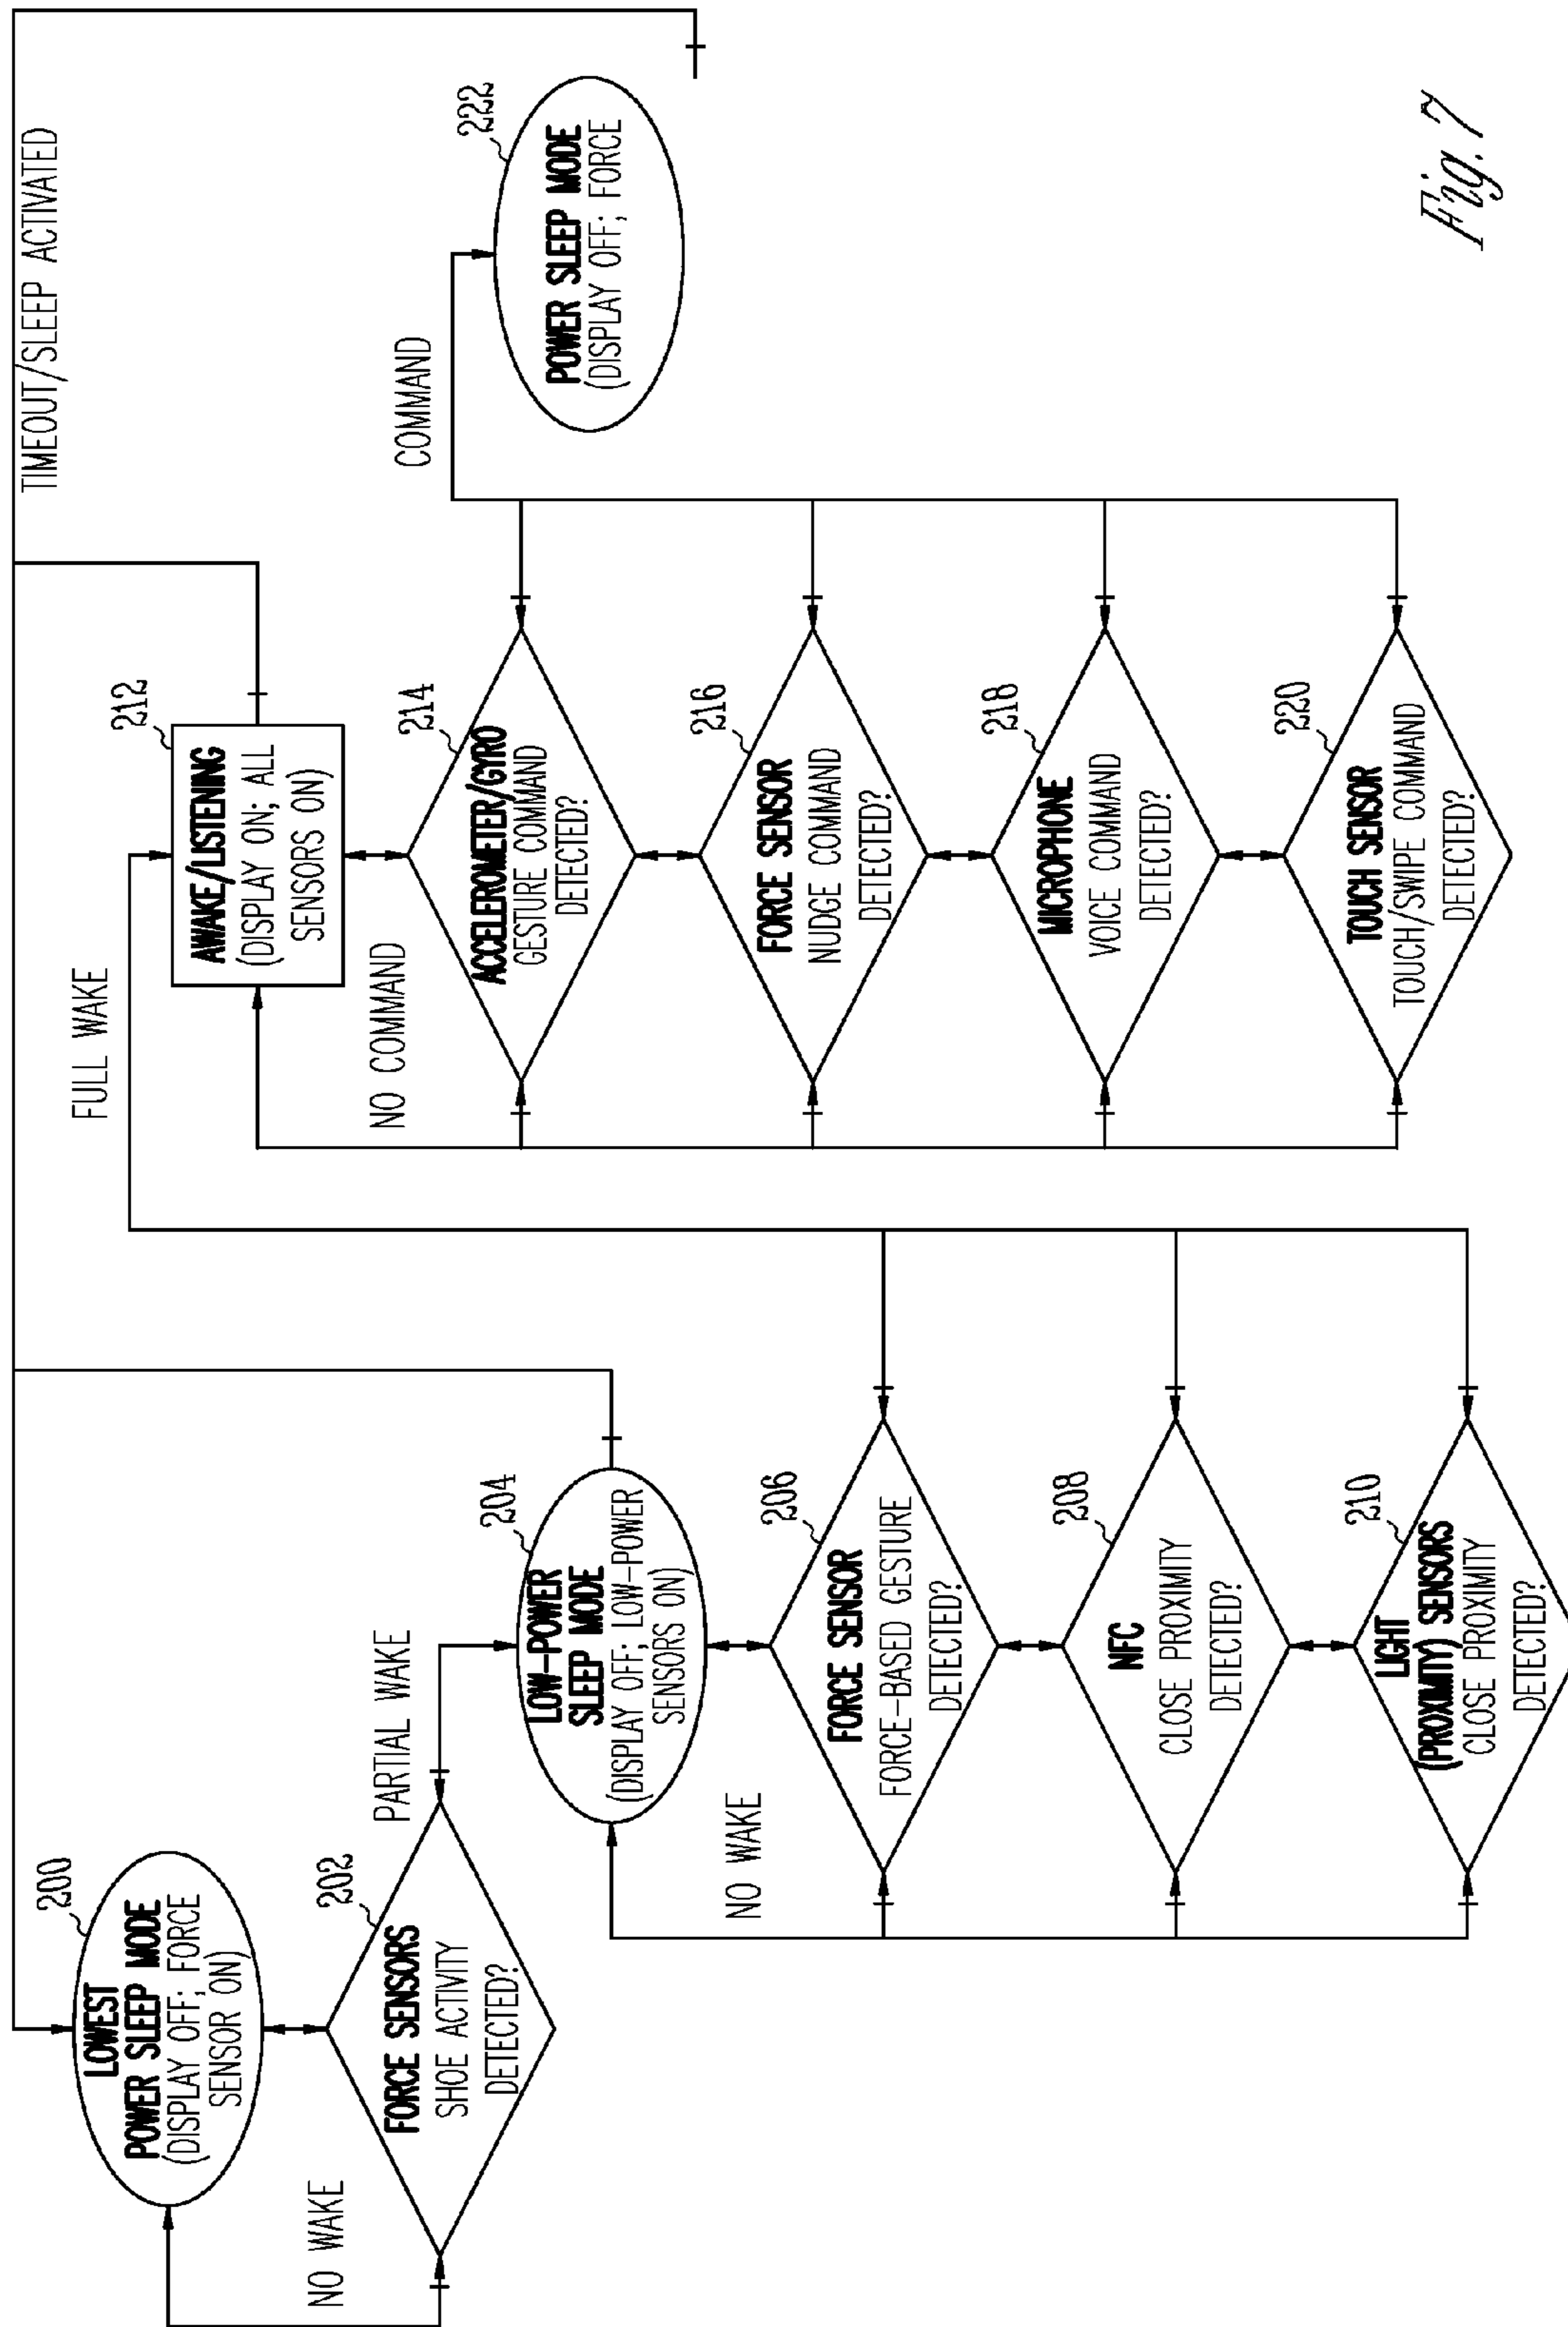 TIMEOUT/SLEEP ACTIVATED
200
LOWEST
POWER SLEEP MODE
(DISPLAY OFF; FORCE
SENSOR ON)
NO WAKE
202
FORCE SENSORS
SHOE ACTIVITY
DETECTED?
PARTIAL WAKE
204
LOW-POWER
SLEEP MODE
(DISPLAY OFF; LOW-POWER
SENSORS ON)
NO WAKE
206
FORCE SENSOR
FORCE-BASED GESTURE
DETECTED?
208
NFC
CLOSE PROXIMITY
DETECTED?
210
LIGHT
(PROXIMITY) SENSORS
CLOSE PROXIMITY
DETECTED?
FULL WAKE
212
AWAKE/LISTENING
(DISPLAY ON; ALL
SENSORS ON)
NO COMMAND
214
ACCELEROMETER/GYRO
GESTURE COMMAND
DETECTED?
216
FORCE SENSOR
NUDGE COMMAND
DETECTED?
218
MICROPHONE
VOICE COMMAND
DETECTED?
220
TOUCH SENSOR
TOUCH/SWIPE COMMAND
DETECTED?
COMMAND
222
POWER SLEEP MODE
(DISPLAY OFF; FORCE
Fig. 7